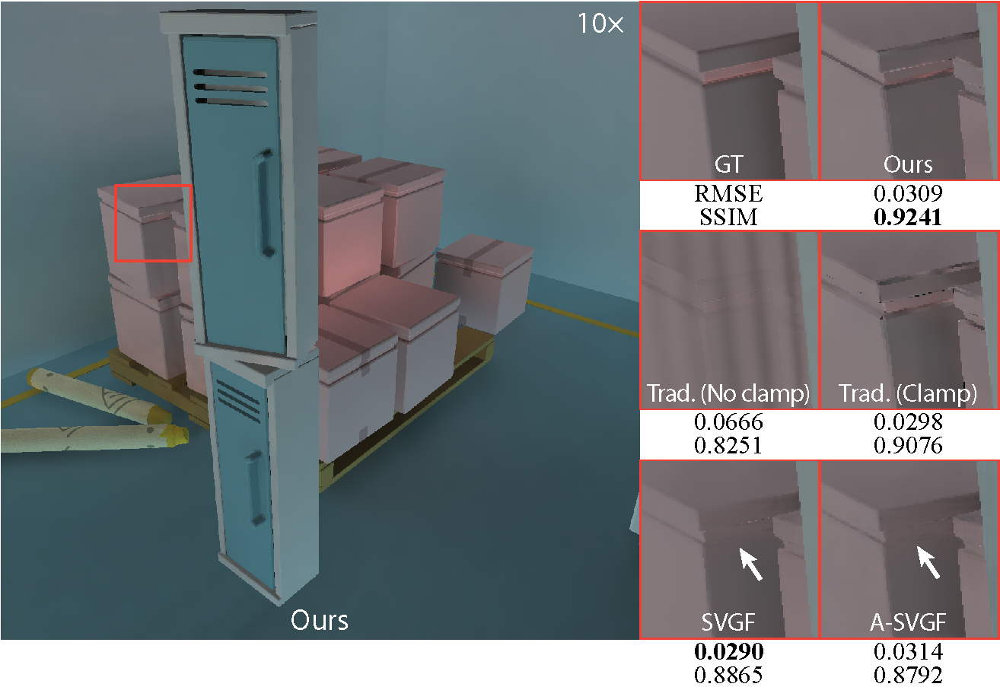 10×
Ours
GT
Ours
RMSE
0.0309
SSIM
0.9241
Trad. (No clamp)
Trad. (Clamp)
0.0666
0.0298
0.8251
0.9076
SVGF
A-SVGF
0.0290
0.0314
0.8865
0.8792